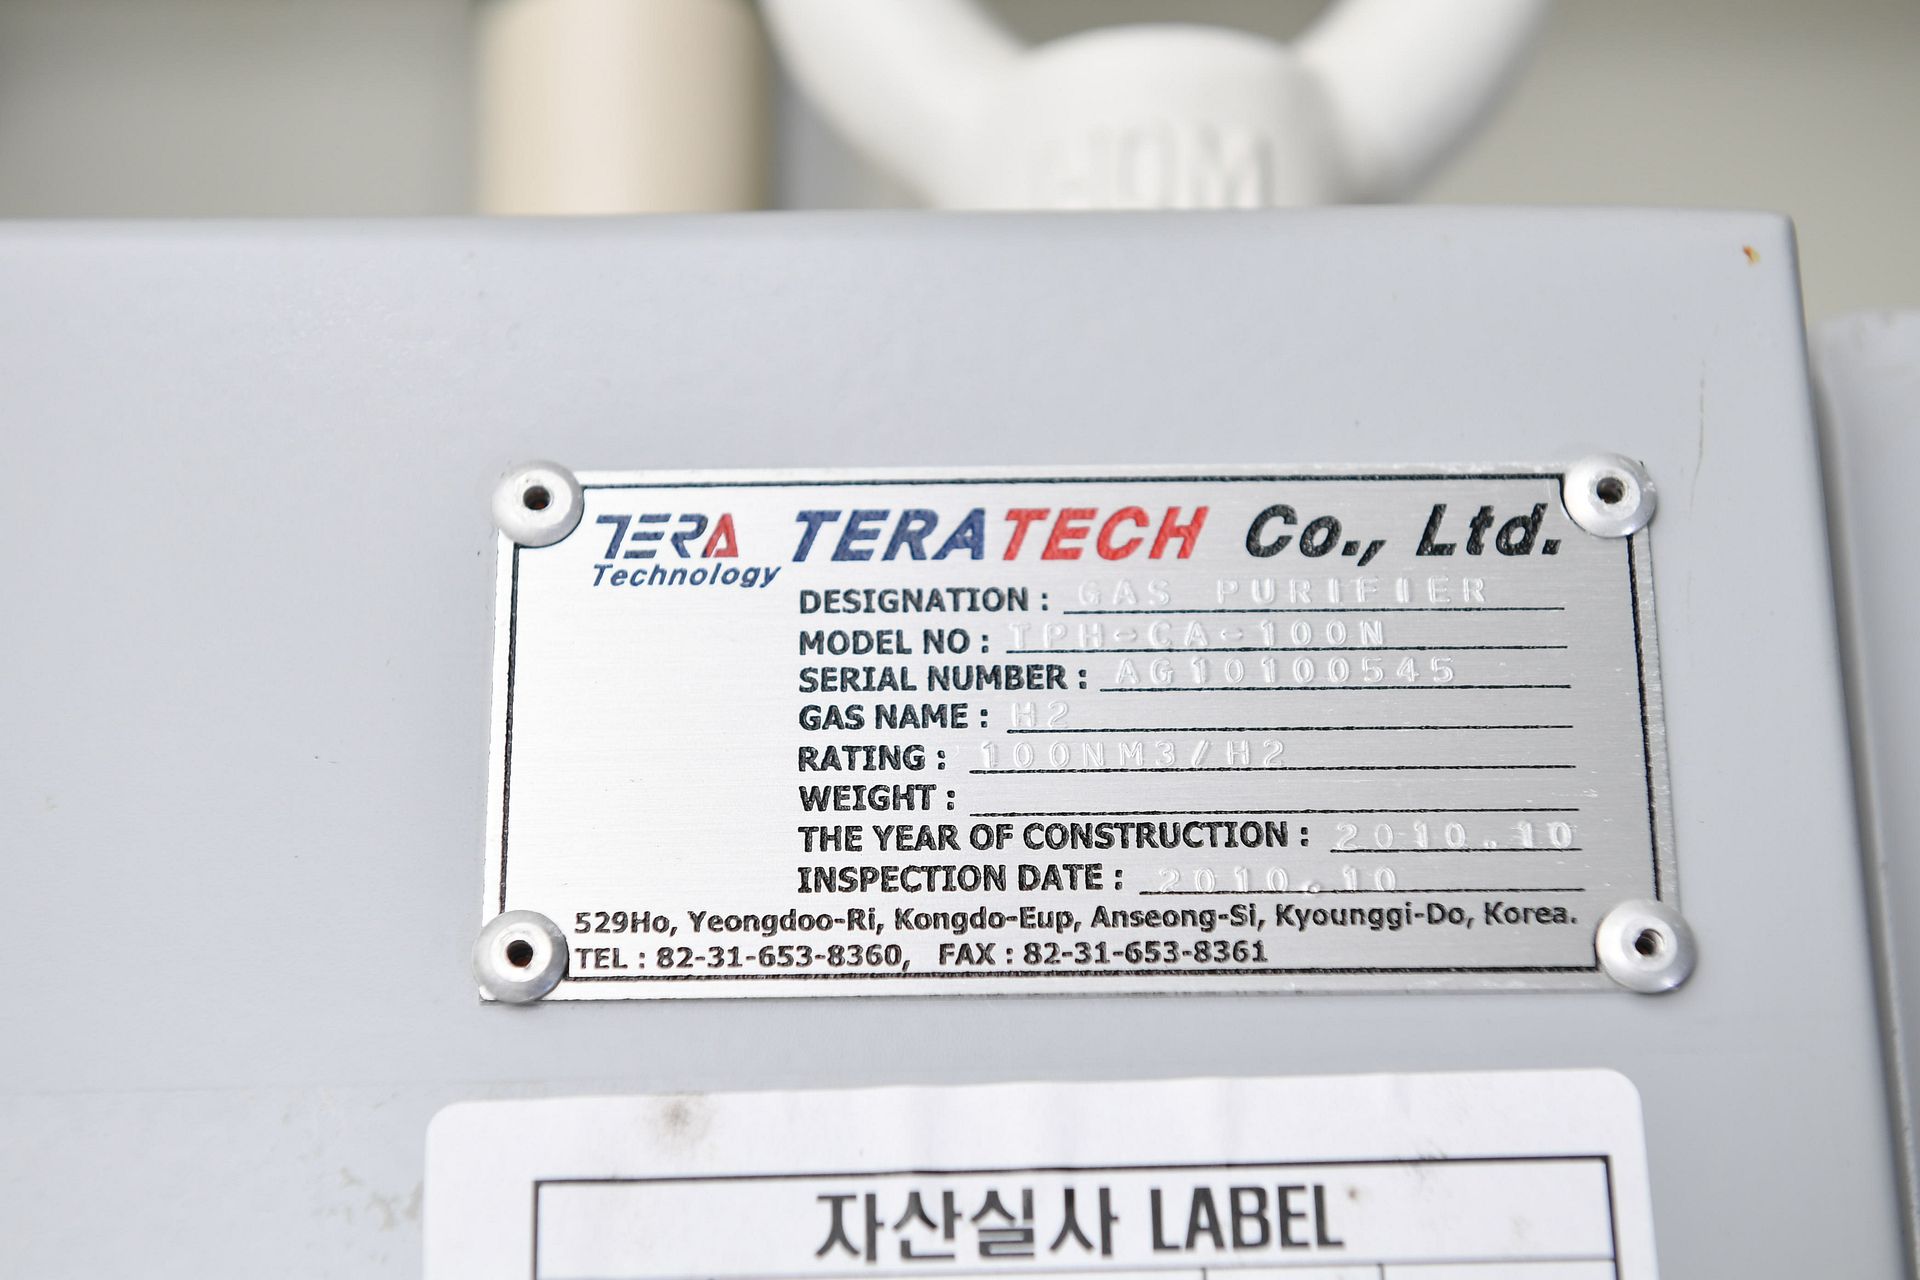 TERA
Technology
TERATECH Co., Ltd.
DESIGNATION : GAS PURIFIER
MODEL NO : TPH-CA-100N
SERIAL NUMBER : AG10100545
GAS NAME : H2
RATING : 100NM3/H2
WEIGHT :
THE YEAR OF CONSTRUCTION : 2010.10
INSPECTION DATE : 2010.10
529Ho, Yeongdoo-Ri, Kongdo-Eup, Anseong-Si, Kyounggi-Do, Korea.
TEL : 82-31-653-8360, FAX : 82-31-653-8361
자산실사 LABEL